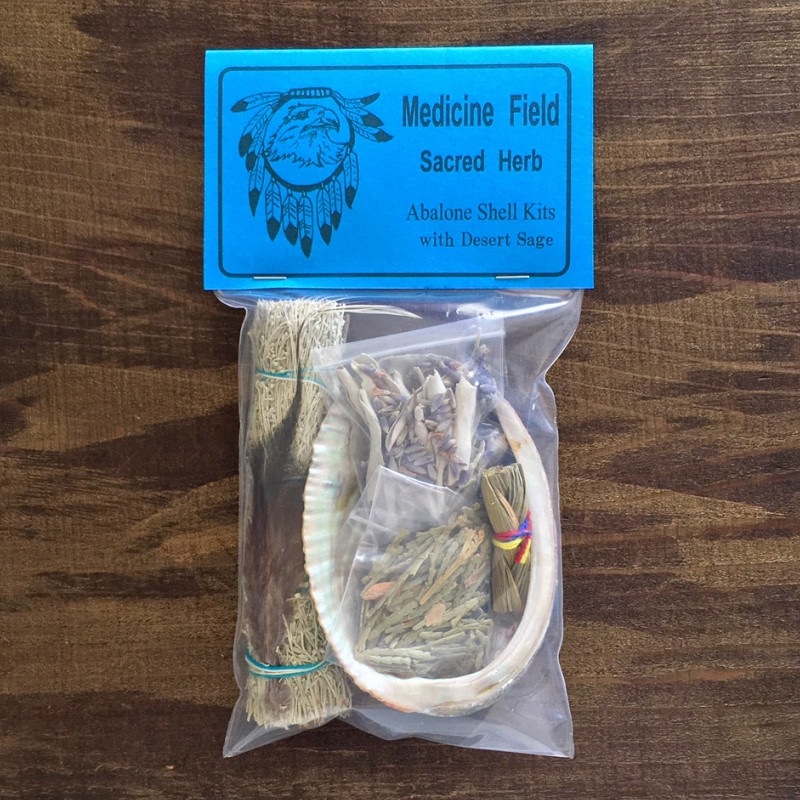 Medicine Field
Sacred Herb
Abalone Shell Kits
with Desert Sage